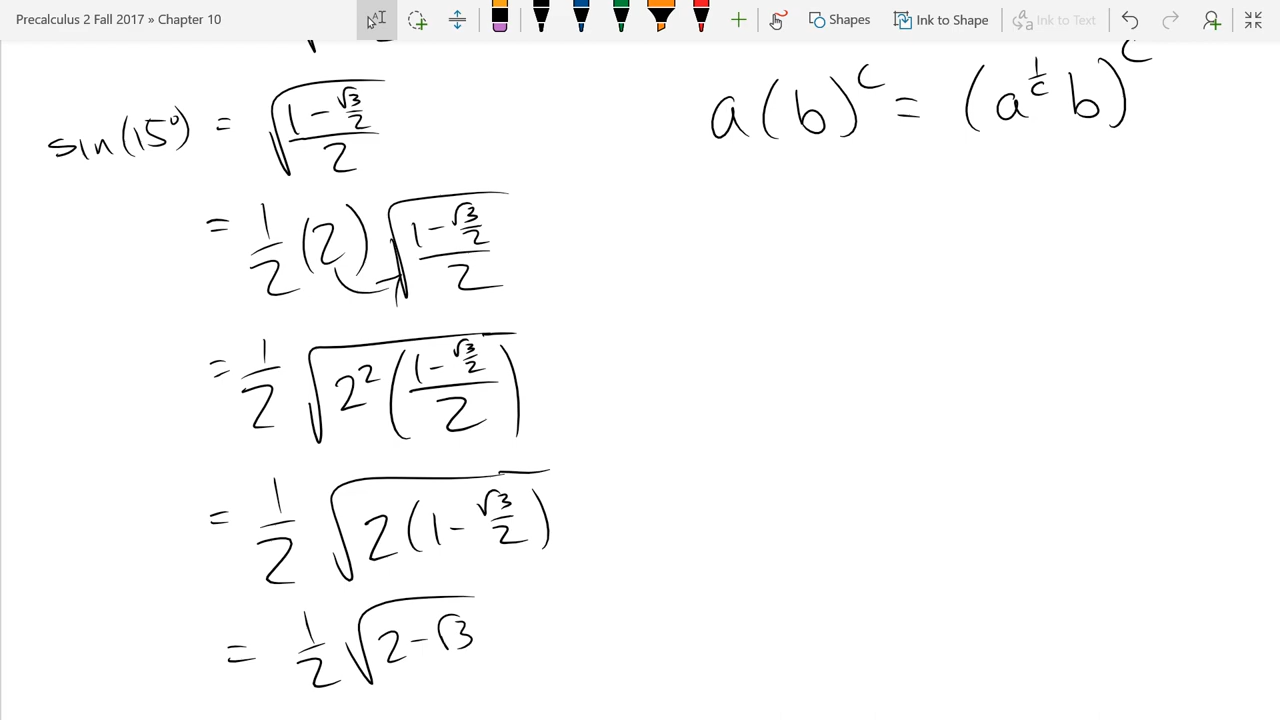 Precalculus 2 Fall 2017 » Chapter 10
Shapes
Ink to Shape
Ink to Text
a(b)^c = (a^(1/c) b)^c
sin(15°) = √((1-√3/2)/2)
= 1/2 (2) √((1-√3/2)/2)
= 1/2 √(2²((1-√3/2)/2))
= 1/2 √(2(1-√3/2))
= 1/2 √(2-√3)